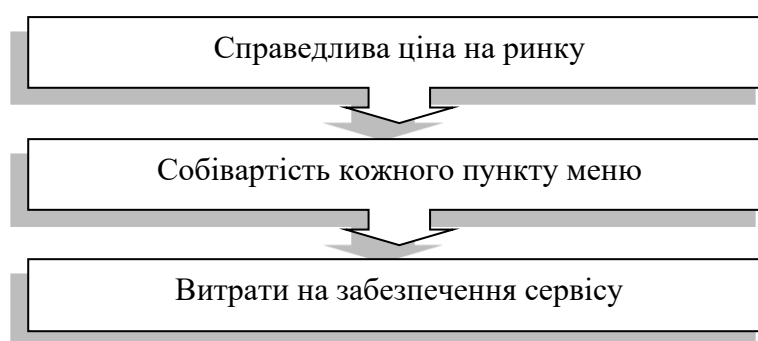 Справедлива ціна на ринку
Собівартість кожного пункту меню
Витрати на забезпечення сервісу